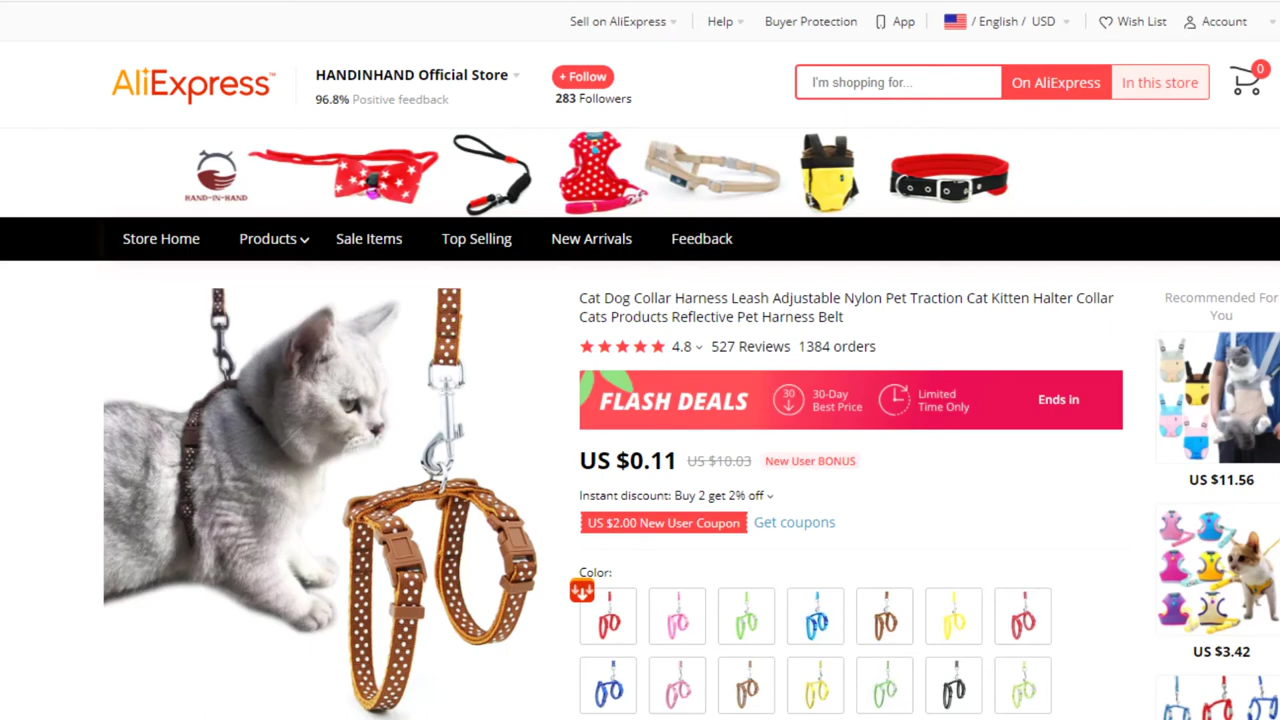 Sell on AliExpress
Help
Buyer Protection
App
/ English / USD
Wish List
Account
AliExpress™
HANDINHAND Official Store
96.8% Positive feedback
+ Follow
283 Followers
I'm shopping for...
On AliExpress
In this store
0
HAND-IN-HAND
Store Home
Products
Sale Items
Top Selling
New Arrivals
Feedback
Cat Dog Collar Harness Leash Adjustable Nylon Pet Traction Cat Kitten Halter Collar
Cats Products Reflective Pet Harness Belt
4.8
527 Reviews
1384 orders
FLASH DEALS
30
30-Day
Best Price
Limited
Time Only
Ends in
US $0.11
US $10.03
New User BONUS
Instant discount: Buy 2 get 2% off
US $2.00 New User Coupon
Get coupons
Color:
Recommended For
You
US $11.56
US $3.42